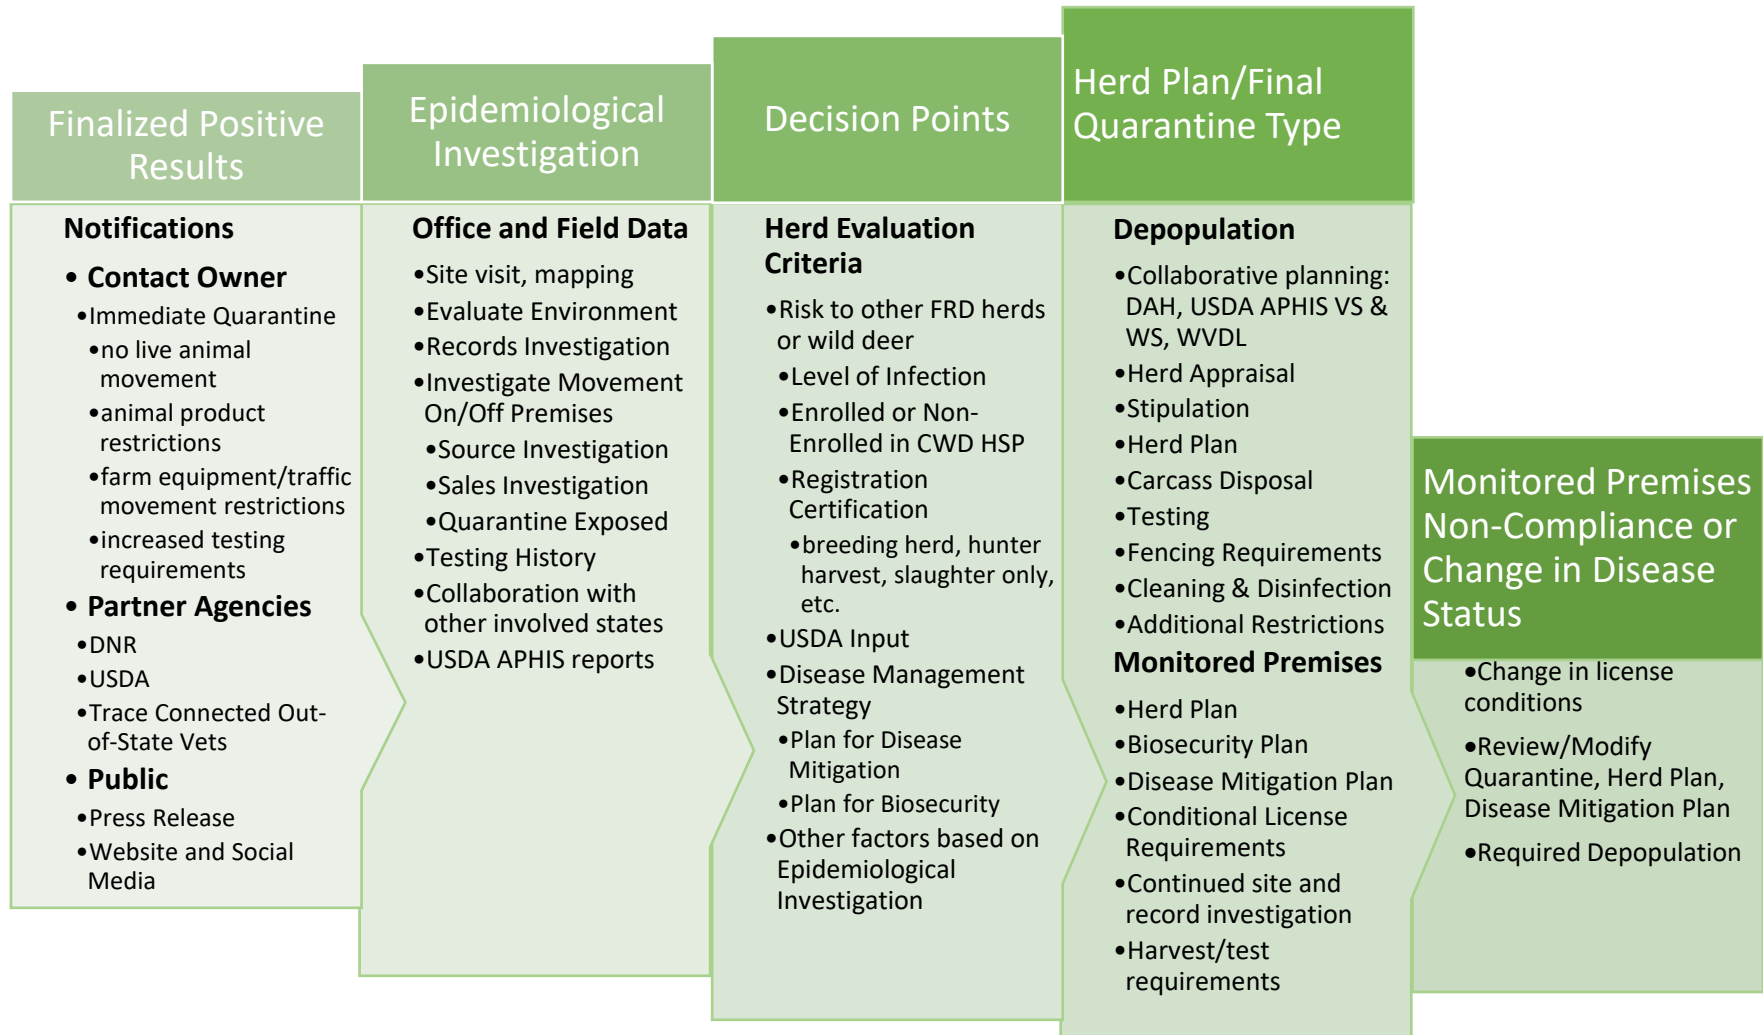 Finalized Positive
Results
Notifications
• Contact Owner
•Immediate Quarantine
•no live animal
movement
•animal product
restrictions
•farm equipment/traffic
movement restrictions
•increased testing
requirements
• Partner Agencies
•DNR
•USDA
•Trace Connected Out-
of-State Vets
• Public
•Press Release
•Website and Social
Media
Epidemiological
Investigation
Office and Field Data
•Site visit, mapping
•Evaluate Environment
•Records Investigation
•Investigate Movement
On/Off Premises
•Source Investigation
•Sales Investigation
•Quarantine Exposed
•Testing History
•Collaboration with
other involved states
•USDA APHIS reports
Decision Points
Herd Evaluation
Criteria
•Risk to other FRD herds
or wild deer
•Level of Infection
•Enrolled or Non-
Enrolled in CWD HSP
•Registration
Certification
•breeding herd, hunter
harvest, slaughter only,
etc.
•USDA Input
•Disease Management
Strategy
•Plan for Disease
Mitigation
•Plan for Biosecurity
•Other factors based on
Epidemiological
Investigation
Herd Plan/Final
Quarantine Type
Depopulation
•Collaborative planning:
DAH, USDA APHIS VS &
WS, WVDL
•Herd Appraisal
•Stipulation
•Herd Plan
•Carcass Disposal
•Testing
•Fencing Requirements
•Cleaning & Disinfection
•Additional Restrictions
Monitored Premises
•Herd Plan
•Biosecurity Plan
•Disease Mitigation Plan
•Conditional License
Requirements
•Continued site and
record investigation
•Harvest/test
requirements
Monitored Premises
Non-Compliance or
Change in Disease
Status
•Change in license
conditions
•Review/Modify
Quarantine, Herd Plan,
Disease Mitigation Plan
•Required Depopulation